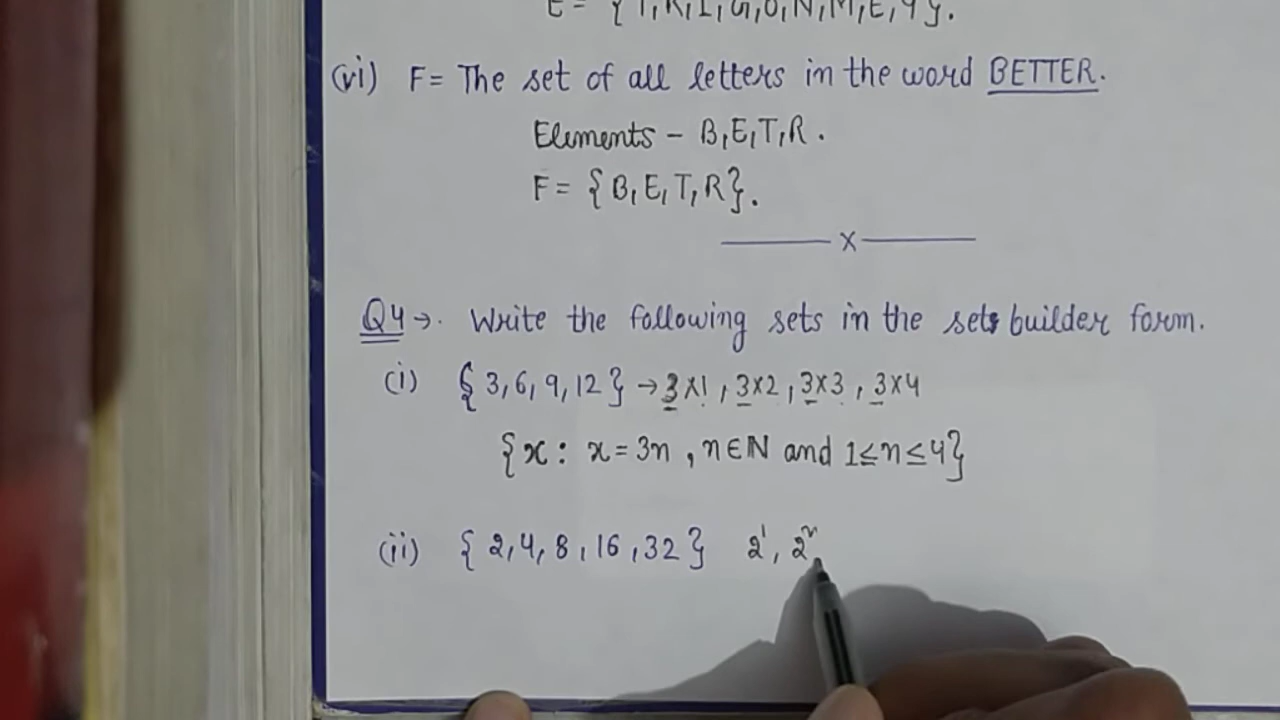 E = {T,R,I,G,O,N,M,E,Y}.
(vi) F = The set of all letters in the word BETTER.
Elements - B,E,T,R.
F = {B,E,T,R}.
x
Q4→. Write the following sets in the sets builder form.
(i) {3,6,9,12} → 3×1, 3×2, 3×3, 3×4
{x: x = 3n, n∈N and 1≤n≤4}
(ii) {2,4,8,16,32} 2¹, 2²